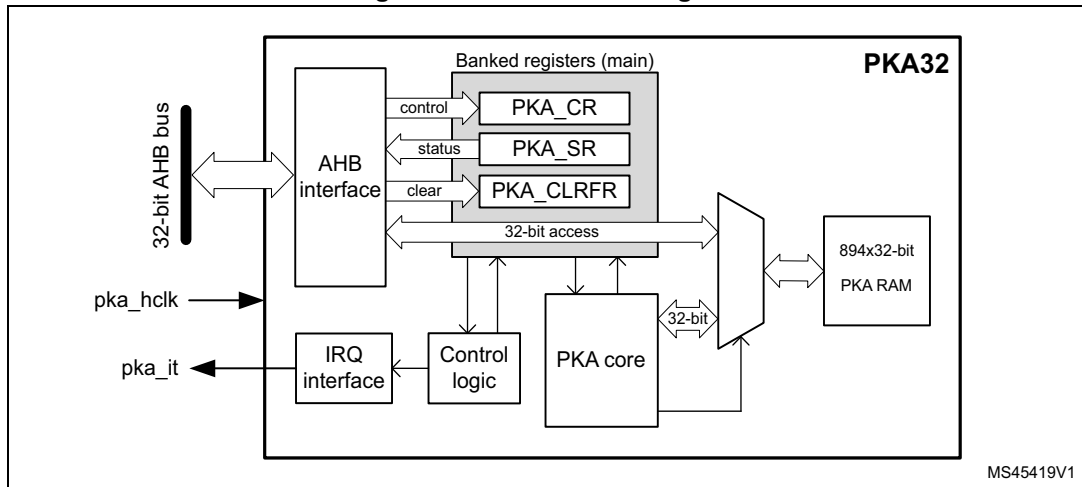 PKA32
Banked registers (main)
control
PKA_CR
status
PKA_SR
clear
PKA_CLRFR
32-bit AHB bus
AHB
interface
32-bit access
894x32-bit
PKA RAM
pka_hclk
32-bit
pka_it
IRQ
interface
Control
logic
PKA core
MS45419V1